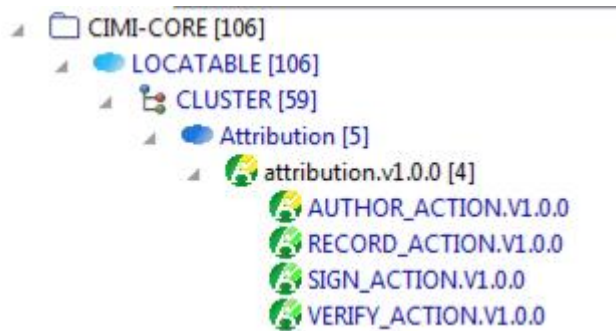 CIMI-CORE [106]
LOCATABLE [106]
CLUSTER [59]
Attribution [5]
attribution.v1.0.0 [4]
AUTHOR_ACTION.V1.0.0
RECORD_ACTION.V1.0.0
SIGN_ACTION.V1.0.0
VERIFY_ACTION.V1.0.0